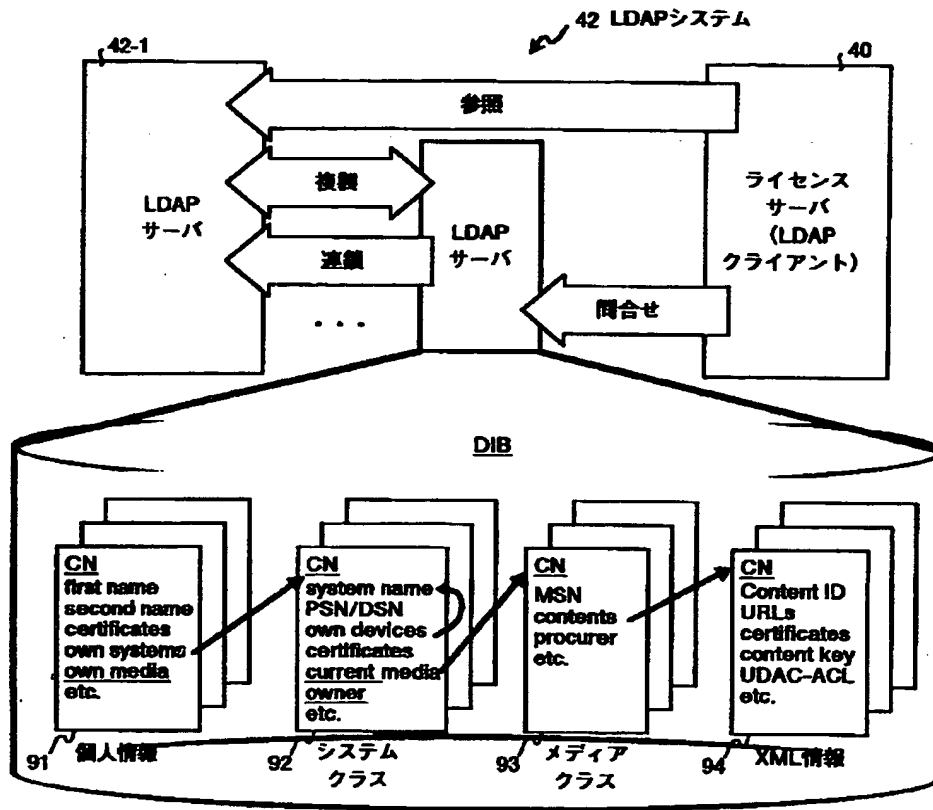 42 LDAPシステム
42-1
40
参照
複製
LDAP
サーバ
LDAP
サーバ
ライセンス
サーバ
(LDAP
クライアント)
連鎖
問合せ
・・・
DIB
CN
first name
second name
certificates
own systems
own media
etc.
CN
system name
PSN/DSN
own devices
certificates
current media
owner
etc.
CN
MSN
contents
procurer
etc.
CN
Content ID
URLs
certificates
content key
UDAC-ACL
etc.
91
個人情報
92
システム
クラス
93
メディア
クラス
94
XML情報